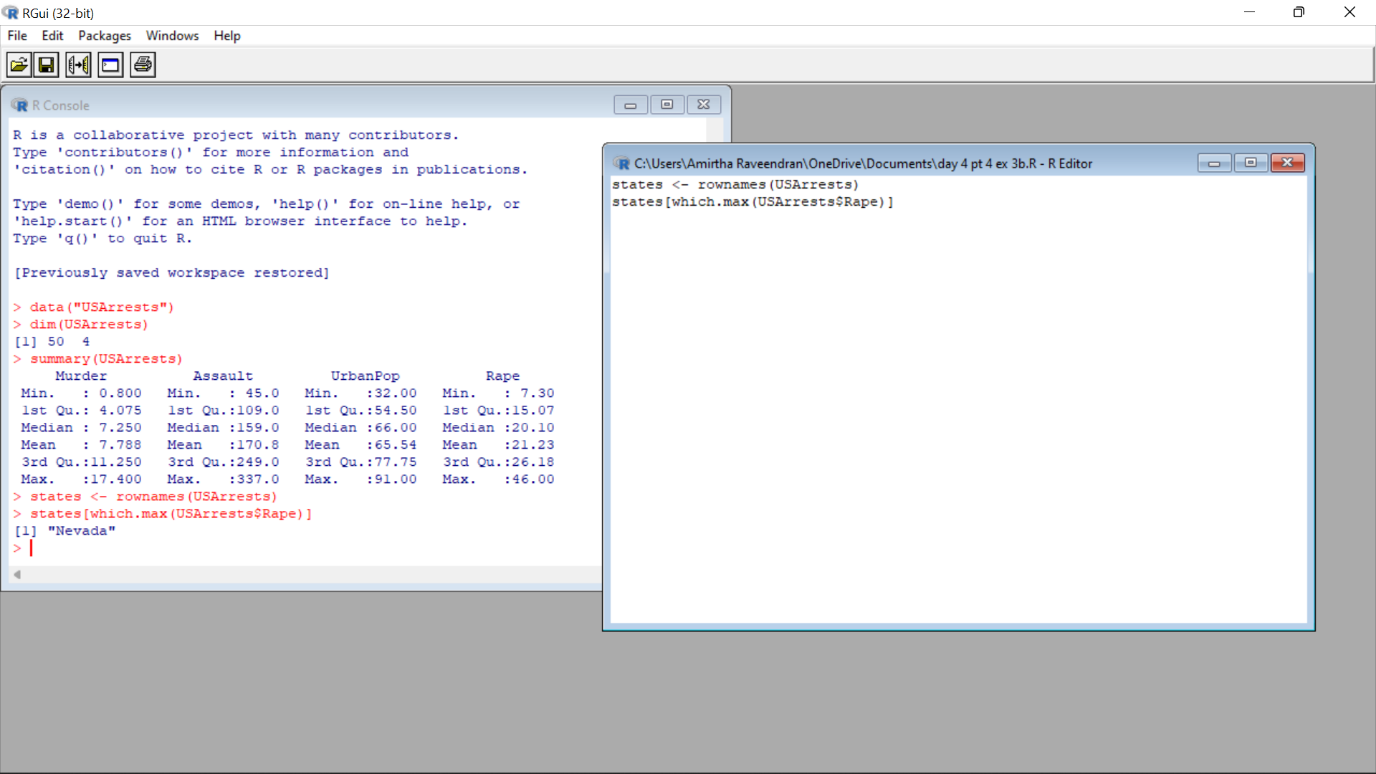 RGui (32-bit)
File Edit Packages Windows Help
R Console
R is a collaborative project with many contributors.
Type 'contributors()' for more information and
'citation()' on how to cite R or R packages in publications.
Type 'demo()' for some demos, 'help()' for on-line help, or
'help.start()' for an HTML browser interface to help.
Type 'q()' to quit R.
[Previously saved workspace restored]
> data("USArrests")
> dim(USArrests)
[1] 50  4
> summary(USArrests)
     Murder          Assault         UrbanPop          Rape
 Min.   : 0.800   Min.   : 45.0   Min.   :32.00   Min.   : 7.30
 1st Qu.: 4.075   1st Qu.:109.0   1st Qu.:54.50   1st Qu.:15.07
 Median : 7.250   Median :159.0   Median :66.00   Median :20.10
 Mean   : 7.788   Mean   :170.8   Mean   :65.54   Mean   :21.23
 3rd Qu.:11.250   3rd Qu.:249.0   3rd Qu.:77.75   3rd Qu.:26.18
 Max.   :17.400   Max.   :337.0   Max.   :91.00   Max.   :46.00
> states <- rownames(USArrests)
> states[which.max(USArrests$Rape)]
[1] "Nevada"
>
C:\Users\Amirtha Raveendran\OneDrive\Documents\day 4 pt 4 ex 3b.R - R Editor
states <- rownames(USArrests)
states[which.max(USArrests$Rape)]